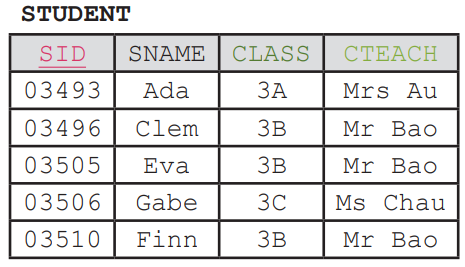 STUDENT
SID SNAME CLASS CTEACH
03493 Ada 3A Mrs Au
03496 Clem 3B Mr Bao
03505 Eva 3B Mr Bao
03506 Gabe 3C Ms Chau
03510 Finn 3B Mr Bao